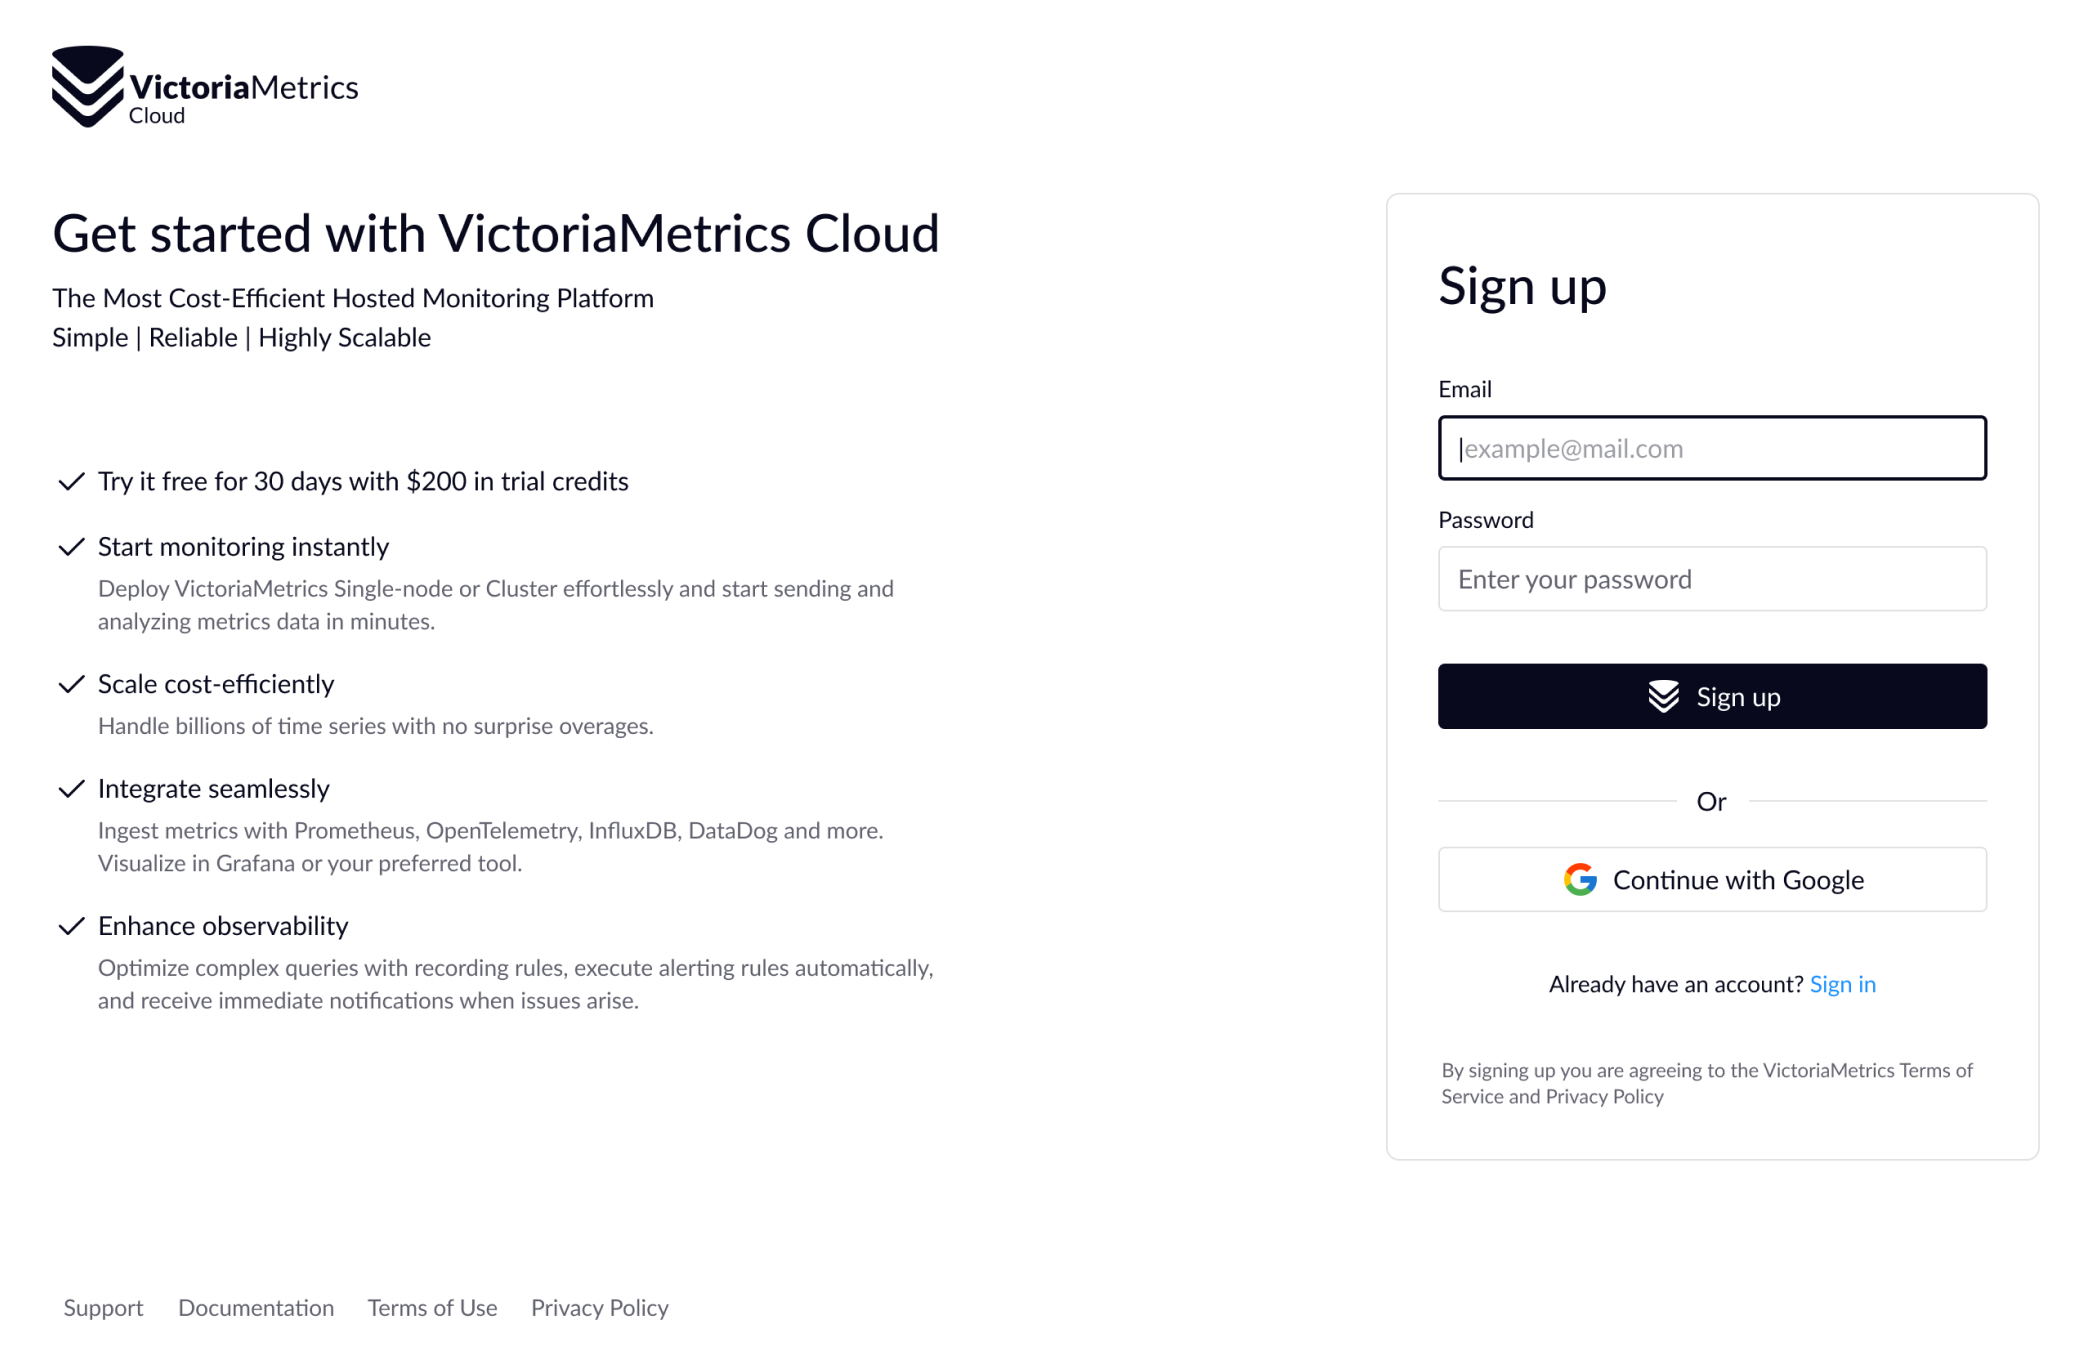 VictoriaMetrics
Cloud
Get started with VictoriaMetrics Cloud
The Most Cost-Efficient Hosted Monitoring Platform
Simple | Reliable | Highly Scalable
Try it free for 30 days with $200 in trial credits
Start monitoring instantly
Deploy VictoriaMetrics Single-node or Cluster effortlessly and start sending and
analyzing metrics data in minutes.
Scale cost-efficiently
Handle billions of time series with no surprise overages.
Integrate seamlessly
Ingest metrics with Prometheus, OpenTelemetry, InfluxDB, DataDog and more.
Visualize in Grafana or your preferred tool.
Enhance observability
Optimize complex queries with recording rules, execute alerting rules automatically,
and receive immediate notifications when issues arise.
Sign up
Email
example@mail.com
Password
Enter your password
Sign up
Or
Continue with Google
Already have an account? Sign in
By signing up you are agreeing to the VictoriaMetrics Terms of
Service and Privacy Policy
Support Documentation Terms of Use Privacy Policy